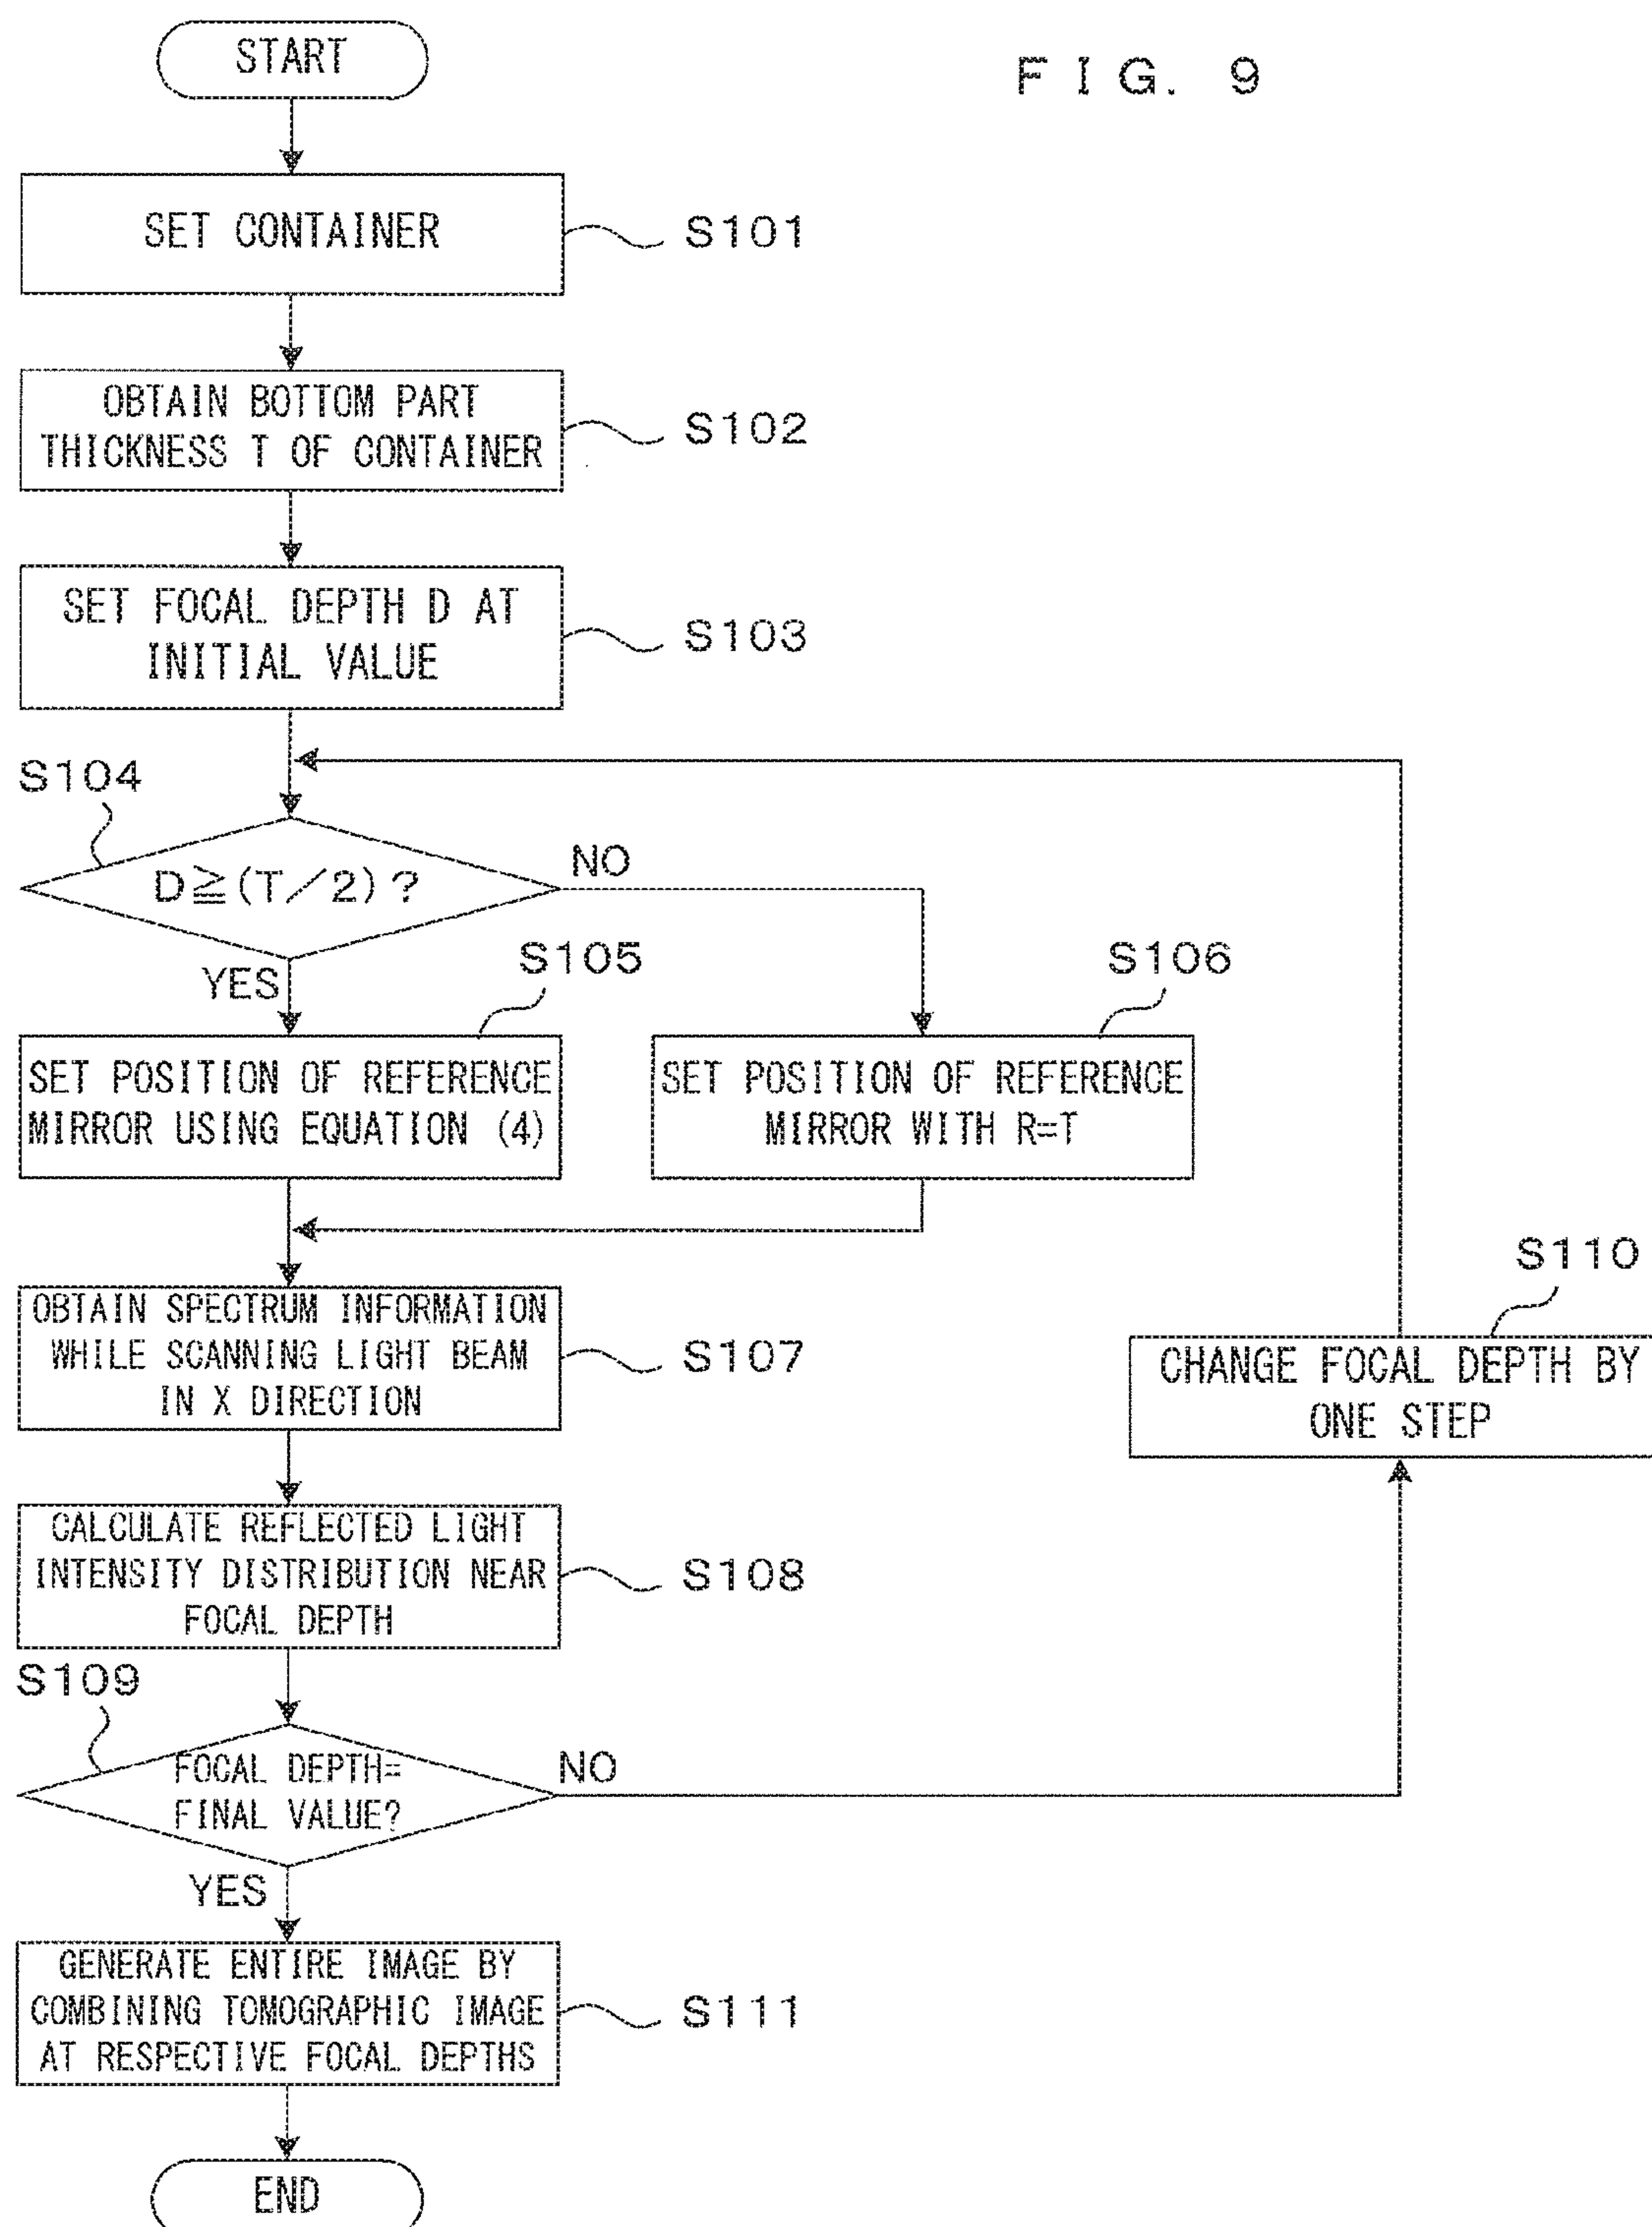 START
FIG. 9
SET CONTAINER
S101
OBTAIN BOTTOM PART
THICKNESS T OF CONTAINER
S102
SET FOCAL DEPTH D AT
INITIAL VALUE
S103
S104
D≧(T/2)?
NO
YES
S105
S106
SET POSITION OF REFERENCE
MIRROR USING EQUATION (4)
SET POSITION OF REFERENCE
MIRROR WITH R=T
OBTAIN SPECTRUM INFORMATION
WHILE SCANNING LIGHT BEAM
IN X DIRECTION
S107
S110
CHANGE FOCAL DEPTH BY
ONE STEP
CALCULATE REFLECTED LIGHT
INTENSITY DISTRIBUTION NEAR
FOCAL DEPTH
S108
S109
FOCAL DEPTH=
FINAL VALUE?
NO
YES
GENERATE ENTIRE IMAGE BY
COMBINING TOMOGRAPHIC IMAGE
AT RESPECTIVE FOCAL DEPTHS
S111
END